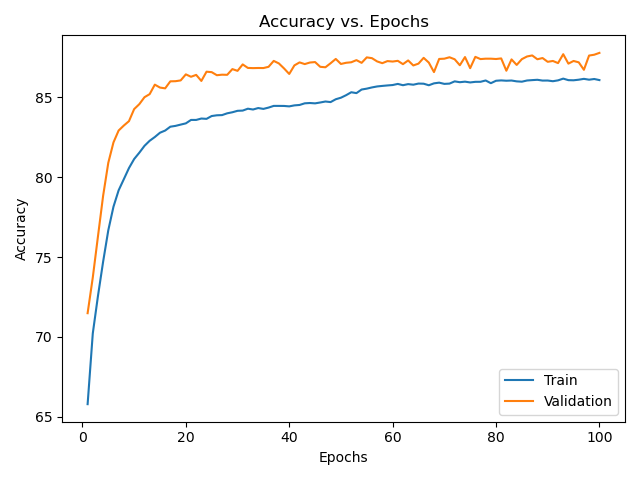 Accuracy vs. Epochs
Accuracy
85
80
75
70
65
0 20 40 60 80 100
Epochs
Train
Validation